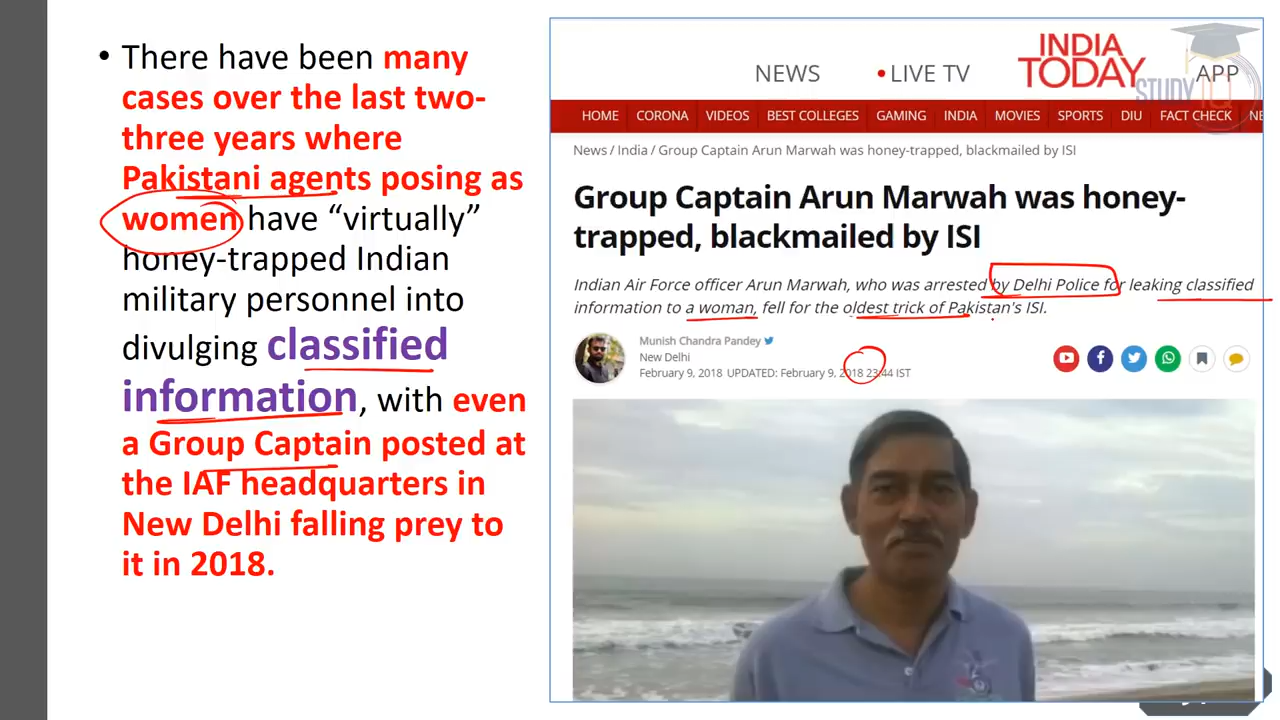 • There have been many
cases over the last two-
three years where
Pakistani agents posing as
women have “virtually”
honey-trapped Indian
military personnel into
divulging classified
information, with even
a Group Captain posted at
the IAF headquarters in
New Delhi falling prey to
it in 2018.
NEWS •LIVE TV INDIA TODAY APP
STUDY IQ
HOME CORONA VIDEOS BEST COLLEGES GAMING INDIA MOVIES SPORTS DIU FACT CHECK
News / India / Group Captain Arun Marwah was honey-trapped, blackmailed by ISI
Group Captain Arun Marwah was honey-
trapped, blackmailed by ISI
Indian Air Force officer Arun Marwah, who was arrested by Delhi Police for leaking classified
information to a woman, fell for the oldest trick of Pakistan's ISI.
Munish Chandra Pandey
New Delhi
February 9, 2018 UPDATED: February 9, 2018 23:44 IST